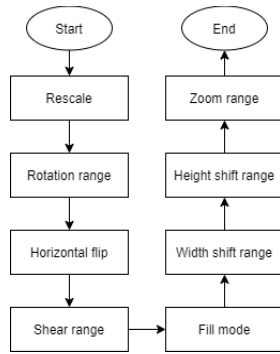 Start
Rescale
Rotation range
Horizontal flip
Shear range
Fill mode
Width shift range
Height shift range
Zoom range
End